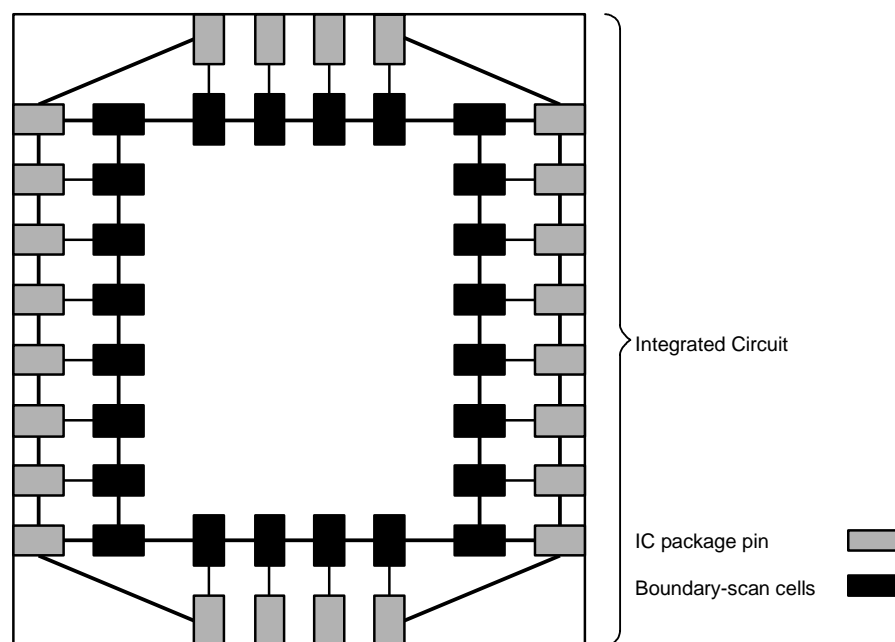 Integrated Circuit
IC package pin
Boundary-scan cells